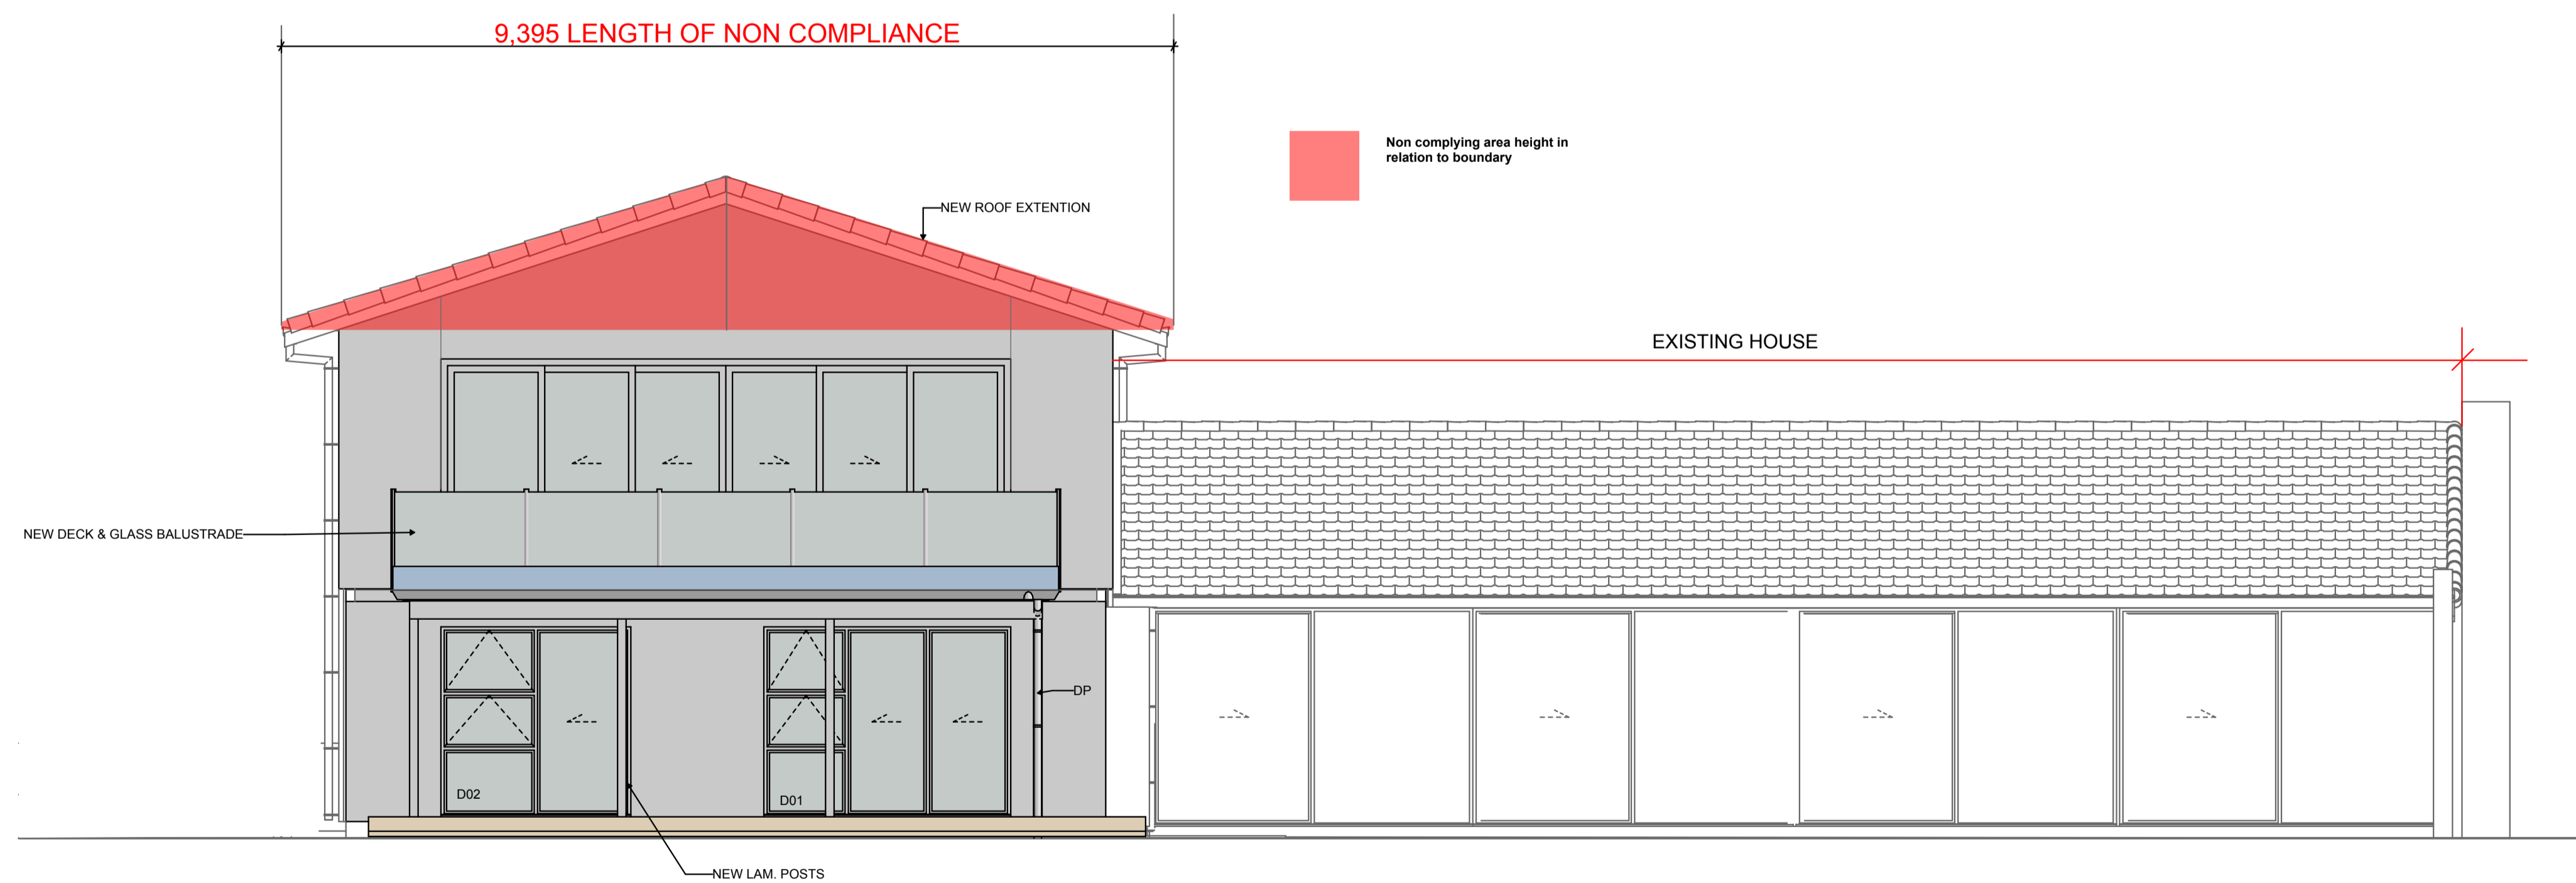 9,395 LENGTH OF NON COMPLIANCE
Non complying area height in
relation to boundary
NEW ROOF EXTENTION
EXISTING HOUSE
NEW DECK & GLASS BALUSTRADE
DP
D02
D01
NEW LAM. POSTS